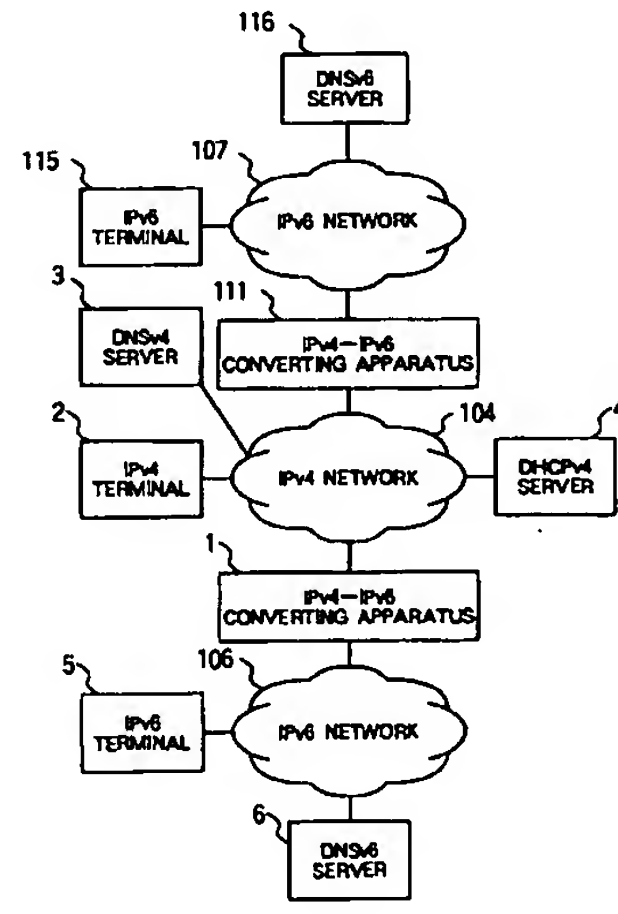 116
DNSv6
SERVER
107
115
IPv6
TERMINAL
IPv6 NETWORK
3
111
DNSv4
SERVER
IPv4-IPv6
CONVERTING APPARATUS
2
104
4
IPv4
TERMINAL
IPv4 NETWORK
DHCPv4
SERVER
1
IPv4-IPv6
CONVERTING APPARATUS
5
106
IPv6
TERMINAL
IPv6 NETWORK
6
DNSv6
SERVER